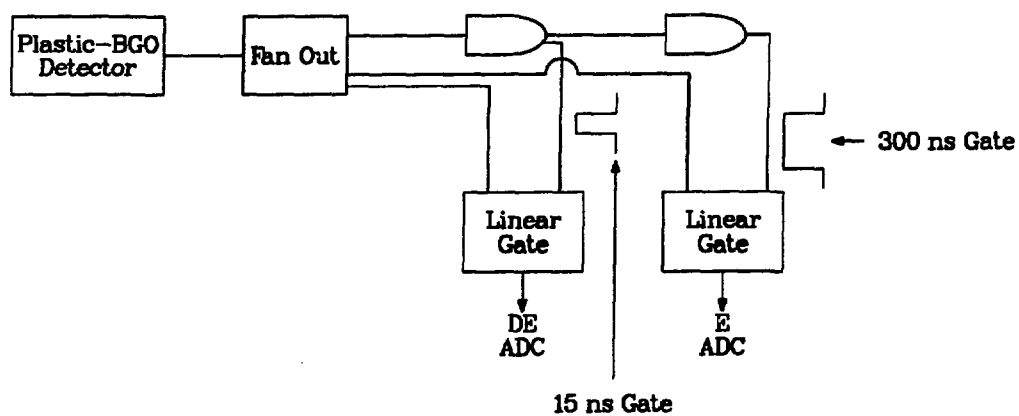 Plastic-BGO
Detector
Fan Out
300 ns Gate
Linear
Gate
Linear
Gate
DE
ADC
E
ADC
15 ns Gate